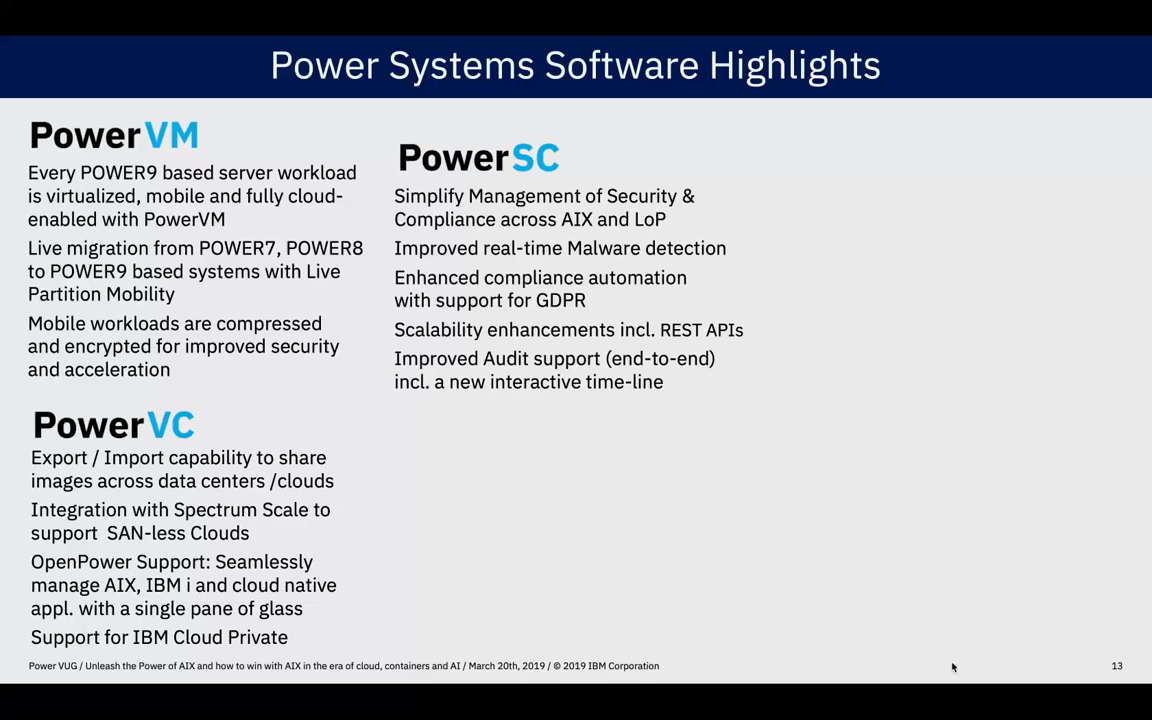 Power Systems Software Highlights
PowerVM
Every POWER9 based server workload
is virtualized, mobile and fully cloud-
enabled with PowerVM
Live migration from POWER7, POWER8
to POWER9 based systems with Live
Partition Mobility
Mobile workloads are compressed
and encrypted for improved security
and acceleration
PowerVC
Export / Import capability to share
images across data centers /clouds
Integration with Spectrum Scale to
support  SAN-less Clouds
OpenPower Support: Seamlessly
manage AIX, IBM i and cloud native
appl. with a single pane of glass
Support for IBM Cloud Private
PowerSC
Simplify Management of Security &
Compliance across AIX and LoP
Improved real-time Malware detection
Enhanced compliance automation
with support for GDPR
Scalability enhancements incl. REST APIs
Improved Audit support (end-to-end)
incl. a new interactive time-line
Power VUG / Unleash the Power of AIX and how to win with AIX in the era of cloud, containers and AI / March 20th, 2019 / © 2019 IBM Corporation
13